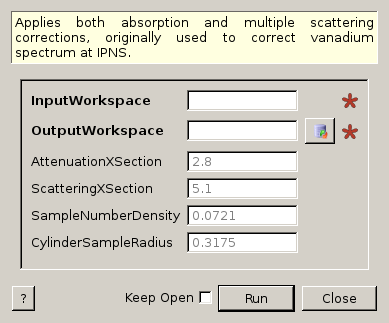 Applies both absorption and multiple scattering
corrections, originally used to correct vanadium
spectrum at IPNS.
InputWorkspace
OutputWorkspace
AttenuationXSection 2.8
ScatteringXSection 5.1
SampleNumberDensity 0.0721
CylinderSampleRadius 0.3175
? Keep Open Run Close